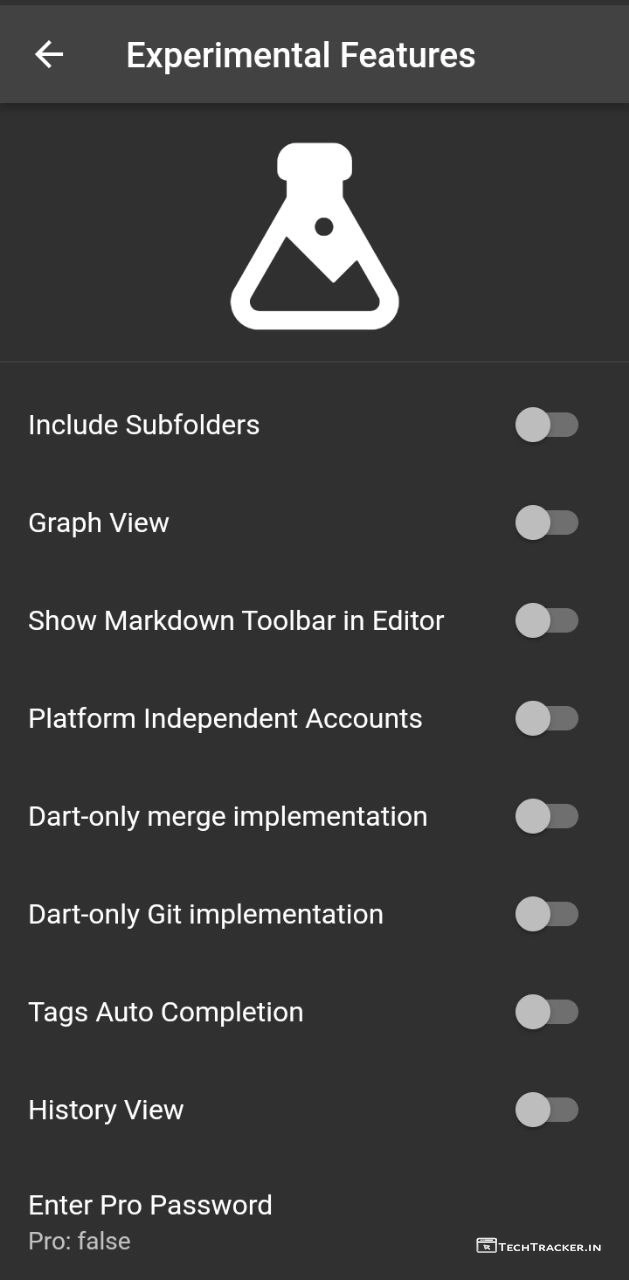 Experimental Features
Include Subfolders
Graph View
Show Markdown Toolbar in Editor
Platform Independent Accounts
Dart-only merge implementation
Dart-only Git implementation
Tags Auto Completion
History View
Enter Pro Password
Pro: false
TechTracker.in